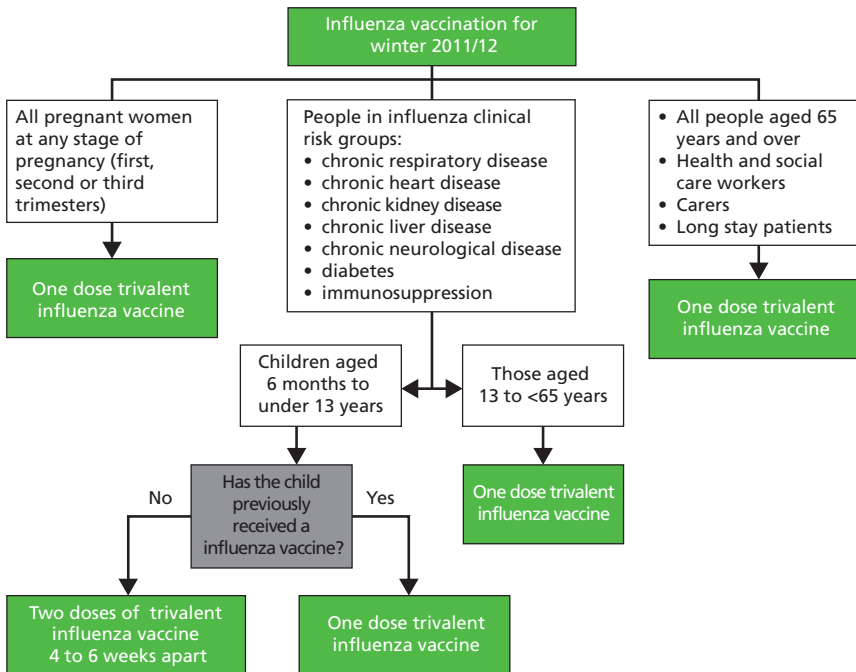 Influenza vaccination for
winter 2011/12
All pregnant women
at any stage of
pregnancy (first,
second or third
trimesters)
One dose trivalent
influenza vaccine
People in influenza clinical
risk groups:
• chronic respiratory disease
• chronic heart disease
• chronic kidney disease
• chronic liver disease
• chronic neurological disease
• diabetes
• immunosuppression
• All people aged 65
years and over
• Health and social
care workers
• Carers
• Long stay patients
One dose trivalent
influenza vaccine
Children aged
6 months to
under 13 years
Those aged
13 to <65 years
Has the child
previously
received a
influenza vaccine?
No
Yes
One dose trivalent
influenza vaccine
Two doses of trivalent
influenza vaccine
4 to 6 weeks apart
One dose trivalent
influenza vaccine